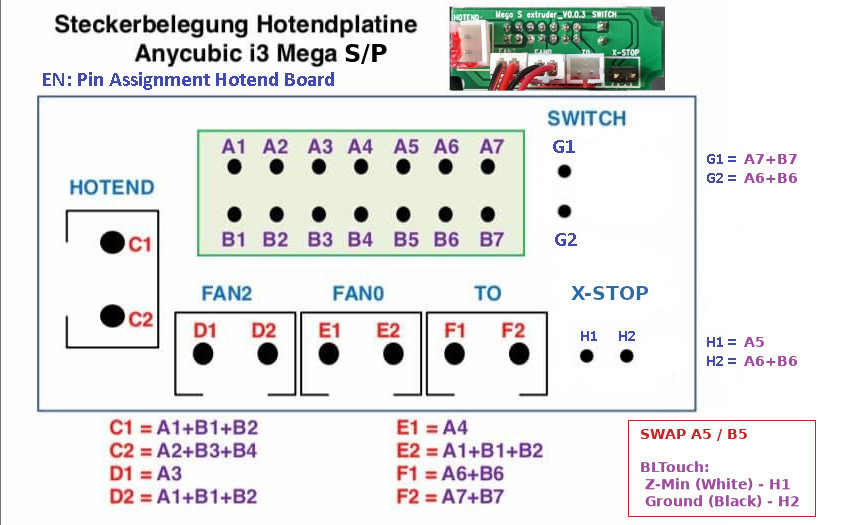 Steckerbelegung Hotendplatine
Anycubic i3 Mega S/P
EN: Pin Assignment Hotend Board
HOTEND
Mega S extruder_V0.0.3 SWITCH
FAN2 FAN0 TO X-STOP
SWITCH
A1 A2 A3 A4 A5 A6 A7
G1
HOTEND
C1
C2
B1 B2 B3 B4 B5 B6 B7
G2
G1 = A7+B7
G2 = A6+B6
FAN2 FAN0 TO X-STOP
D1 D2 E1 E2 F1 F2 H1 H2
H1 = A5
H2 = A6+B6
C1 = A1+B1+B2
C2 = A2+B3+B4
D1 = A3
D2 = A1+B1+B2
E1 = A4
E2 = A1+B1+B2
F1 = A6+B6
F2 = A7+B7
SWAP A5 / B5
BLTouch:
Z-Min (White) - H1
Ground (Black) - H2